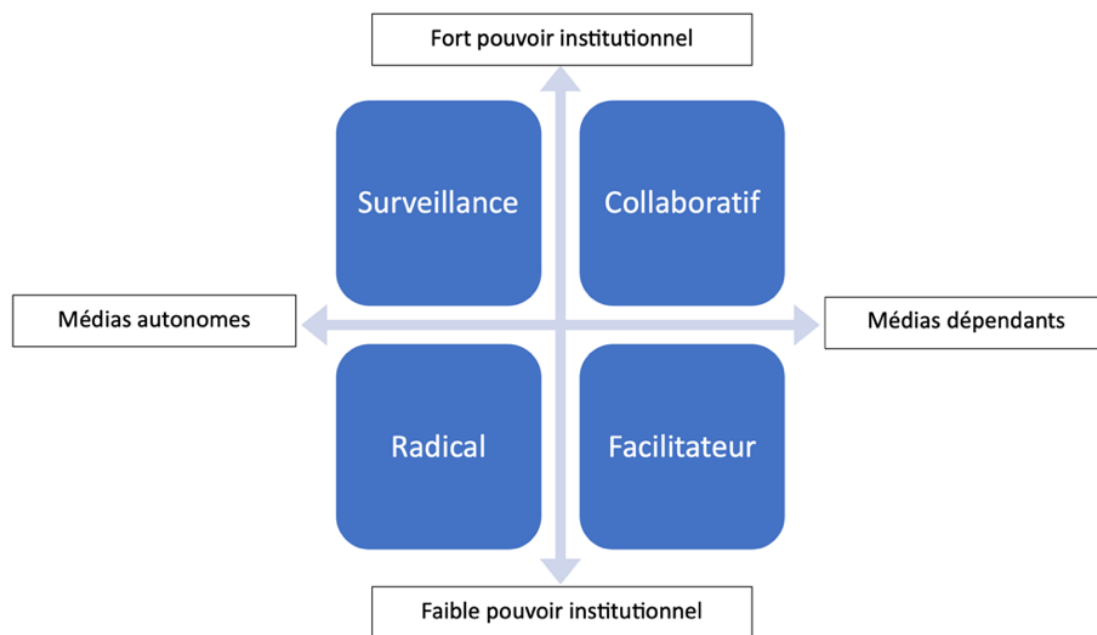 Fort pouvoir institutionnel
Surveillance
Collaboratif
Médias autonomes
Médias dépendants
Radical
Facilitateur
Faible pouvoir institutionnel